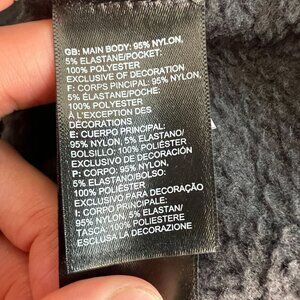 GB: MAIN BODY: 95% NYLON,
5% ELASTANE/POCKET:
100% POLYESTER
EXCLUSIVE OF DECORATION
F: CORPS PINCIPAL: 95% NYLON,
5% ÉLASTANE/POCHE:
100% POLYESTER
À L'EXCEPTION DES
DÉCORATIONS
E: CUERPO PRINCIPAL:
95% NYLON, 5% ELASTANO/
BOLSILLO: 100% POLIÉSTER
EXCLUSIVO DE DECORACIÓN
P: CORPO PRINCIPAL:
95% NYLON,
5% ELASTANO/BOLSO:
100% POLIÉSTER
EXCLUSIVO PARA DECORAÇÃO
I: CORPO PRINCIPALE:
95% NYLON, 5% ELASTAN/
TASCA: 100% POLIESTERE
ESCLUSA LA DECORAZIONE